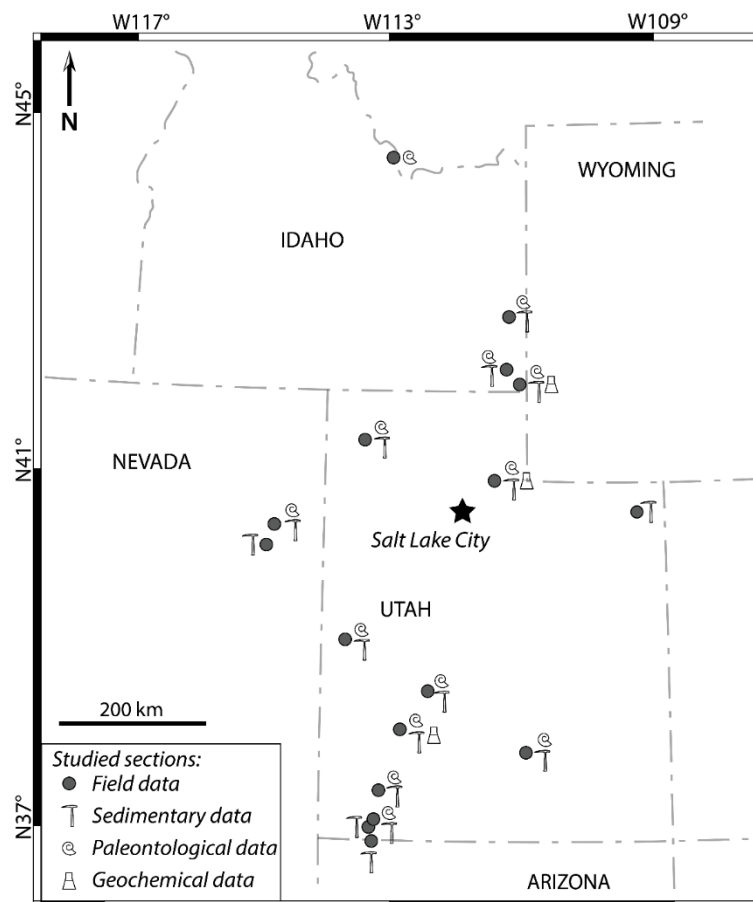 W117° W113° W109°
N45°
N
WYOMING
IDAHO
N41°
NEVADA
Salt Lake City
UTAH
200 km
Studied sections:
Field data
Sedimentary data
Paleontological data
Geochemical data
N37°
ARIZONA